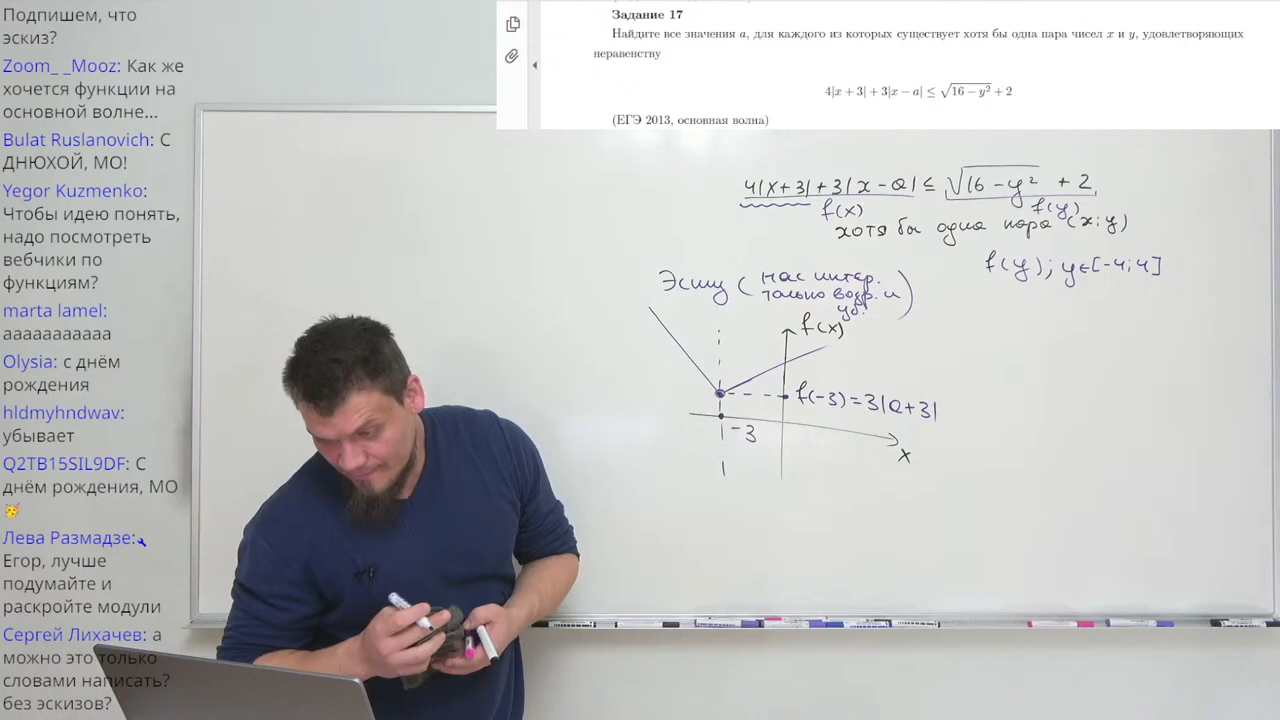 Подпишем, что
эскиз?
Zoom_ _Mooz: Как же
хочется функции на
основной волне...
Bulat Ruslanovich: С
ДНЮХОЙ, МО!
Yegor Kuzmenko:
Чтобы идею понять,
надо посмотреть
вебчики по
функциям?
marta lamel:
ааааааааааа
Olysia: с днём
рождения
hldmyhndwav:
убывает
Q2TB15SIL9DF: С
днём рождения, МО
🥳
Лева Размадзе:
Егор, лучше
подумайте и
раскройте модули
Сергей Лихачев: а
можно это только
словами написать?
без эскизов?
Задание 17
Найдите все значения a, для каждого из которых существует хотя бы одна пара чисел x и y, удовлетворяющих
неравенству
4|x + 3| + 3|x − a| ≤ √16 − y² + 2
(ЕГЭ 2013, основная волна)
4|x+3|+3|x-a| ≤ √16-y² + 2
f(x) f(y)
хотя бы одна пара (x;y)
f(y); y∈[-4;4]
Эскиз (нас интер.
только возр. и
уб.)
f(x)
f(-3)=3|a+3|
-3
x